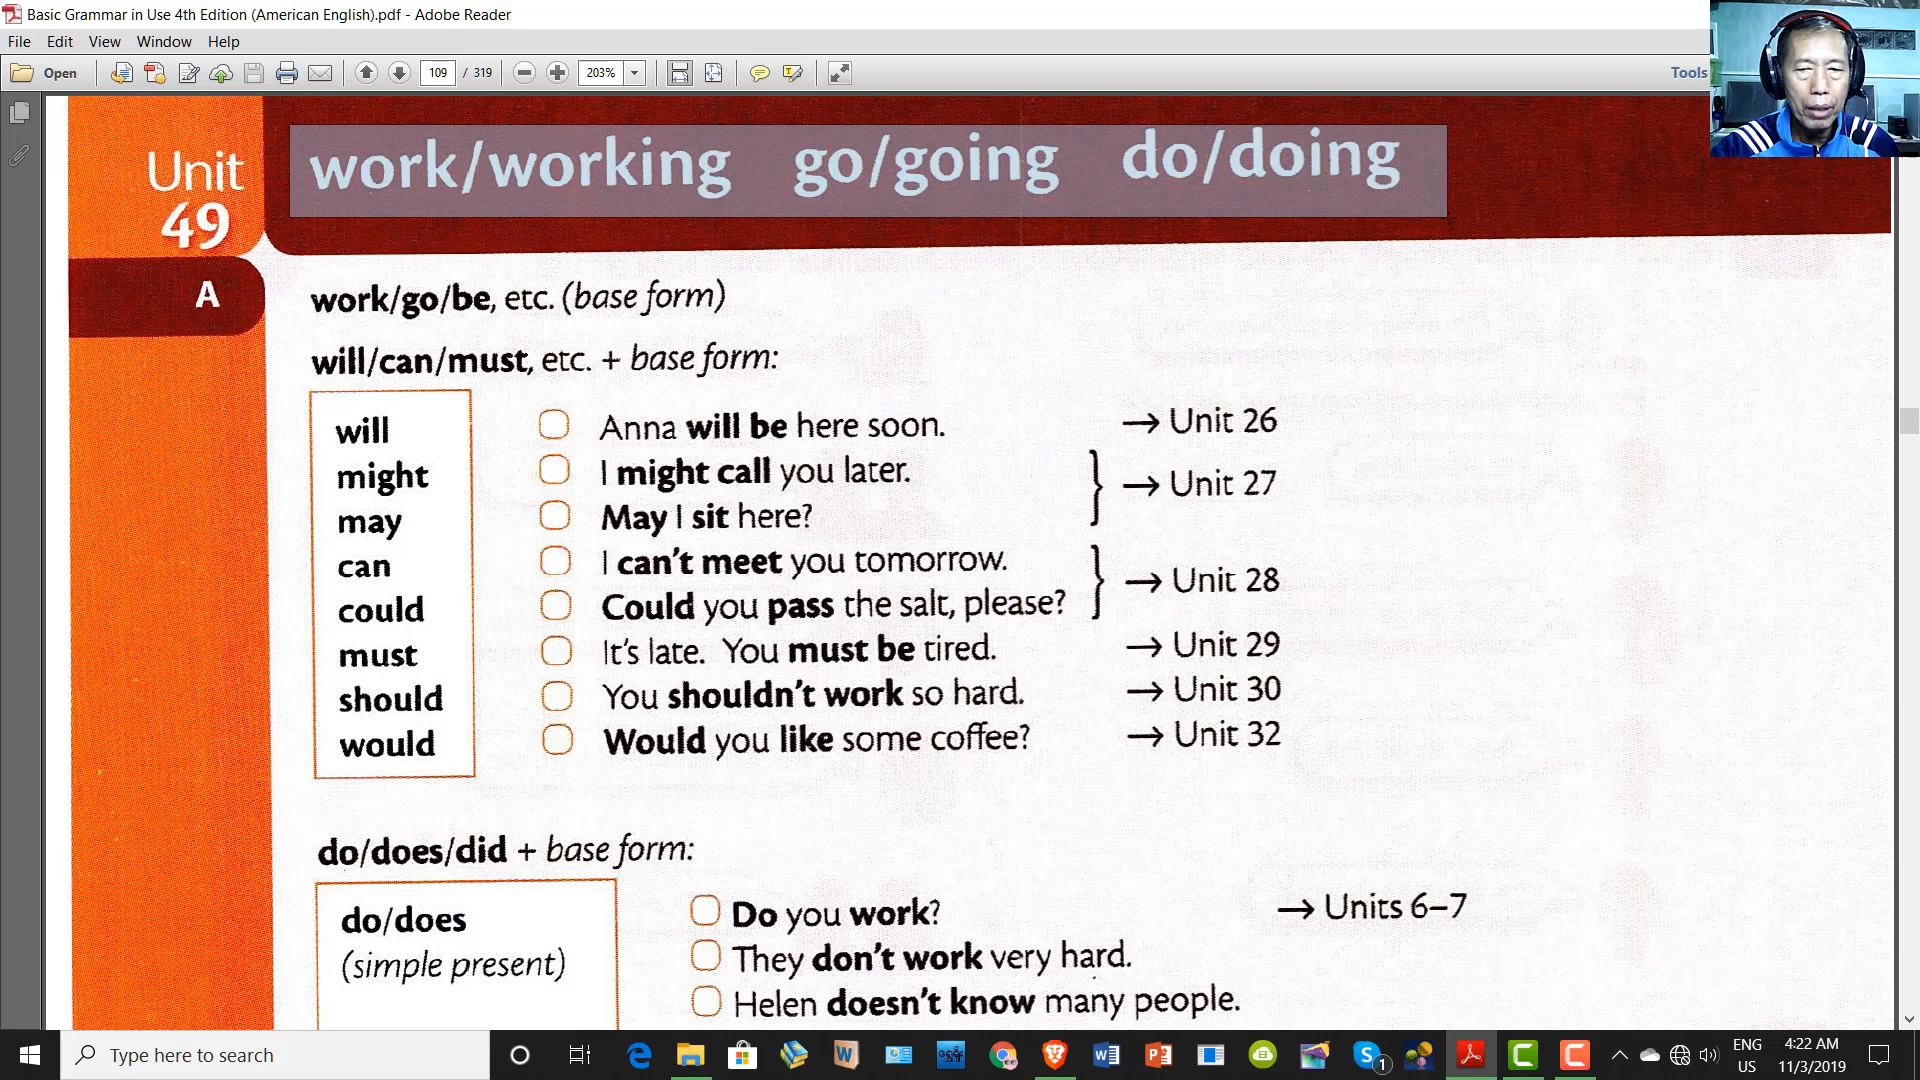 Basic Grammar in Use 4th Edition (American English).pdf - Adobe Reader
File Edit View Window Help
Open 109 / 319 203% Tools
Unit 49
work/working go/going do/doing
A
work/go/be, etc. (base form)
will/can/must, etc. + base form:
will Anna will be here soon. → Unit 26
might I might call you later. } → Unit 27
may May I sit here?
can I can't meet you tomorrow. } → Unit 28
could Could you pass the salt, please?
must It's late. You must be tired. → Unit 29
should You shouldn't work so hard. → Unit 30
would Would you like some coffee? → Unit 32
do/does/did + base form:
do/does Do you work? → Units 6–7
(simple present) They don't work very hard.
Helen doesn't know many people.
Type here to search
ENG 4:22 AM
US 11/3/2019